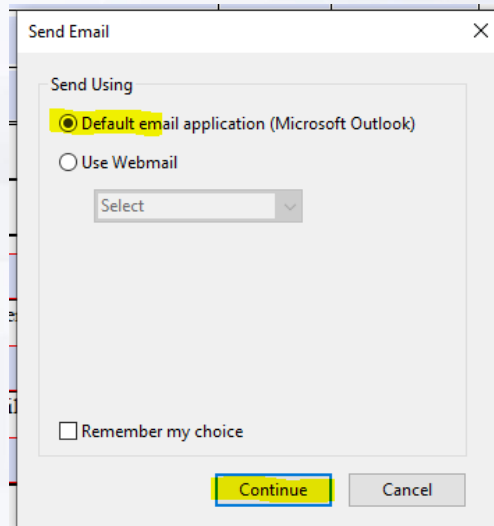 Send Email
Send Using
Default email application (Microsoft Outlook)
Use Webmail
Select
Remember my choice
Continue
Cancel